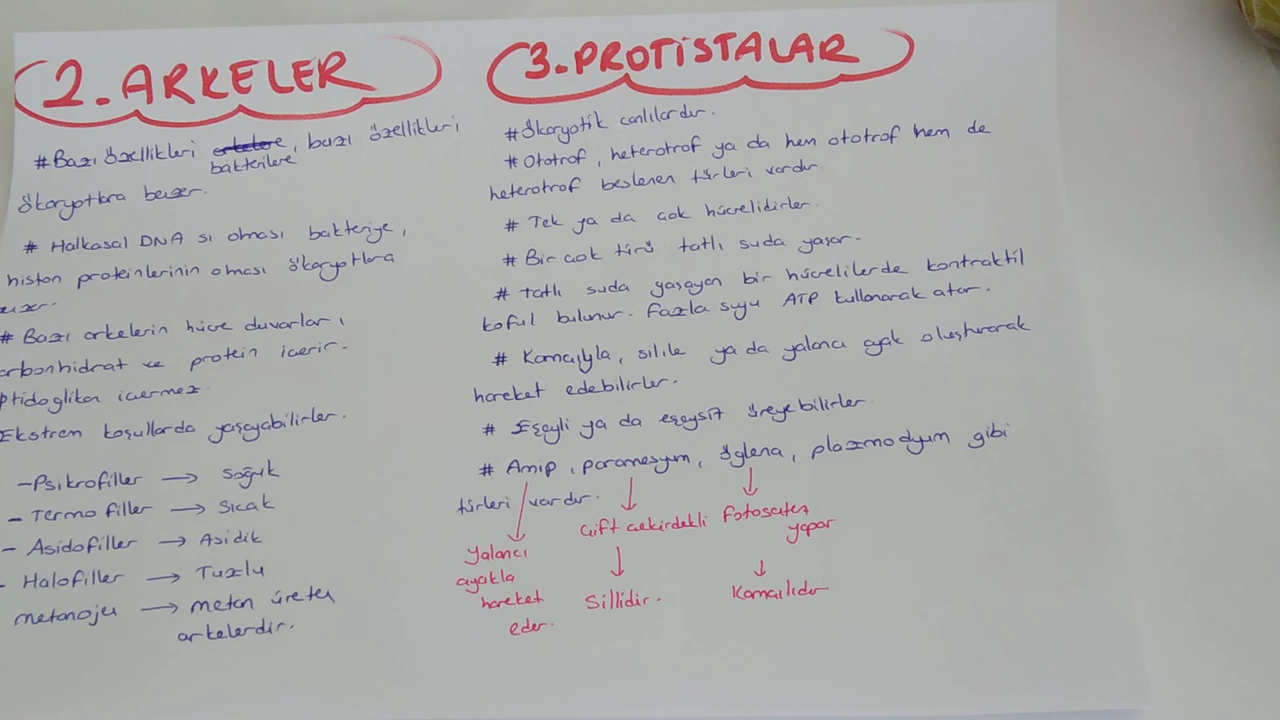 2. ARKELER
#Bazı özellikleri arkelere, bazı özellikleri
bakterilere
ökaryotlara benzer.
# Halkasal DNA sı olması bakteriye,
histon proteinlerinin olması ökaryotlara
# Bazı arkelerin hücre duvarları
arbonhidrat ve protein içerir.
ptidoglikan içermez.
Ekstrem koşullarda yaşayabilirler.
-Psikrofiller → Soğuk
- Termofiller → Sıcak
- Asidofiller → Asidik
- Halofiller → Tuzlu
metanojen → metan üreten
arkelerdir.
3. PROTİSTALAR
#Ökaryotik canlılardır.
# Ototrof, heterotrof ya da hem ototrof hem de
heterotrof beslenen türleri vardır.
# Tek ya da çok hücrelidirler.
# Bir çok türü tatlı suda yaşar.
# Tatlı suda yaşayan bir hücrelilerde kontraktil
koful bulunur. Fazla suyu ATP kullanarak atar.
# Kamçıyla, sille ya da yalancı ayak oluşturarak
hareket edebilirler.
# Eşeyli ya da eşeysiz üreyebilirler.
# Amip, paramesyum, öglena, plazmodyum gibi
türleri vardır.
Yalancı
ayakla
hareket
eder.
Çift çekirdekli
Sillidir.
Fotosentez
yapar
Kamçılıdır